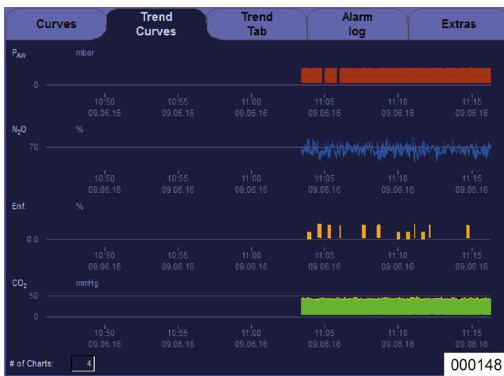 Curves
Trend Curves
Trend Tab
Alarm log
Extras
PAW mbar
0
10:50 10:55 11:00 11:05 11:10 11:15
09.06.16 09.06.16 09.06.16 09.06.16 09.06.16 09.06.16
N2O %
70
10:50 10:55 11:00 11:05 11:10 11:15
09.06.16 09.06.16 09.06.16 09.06.16 09.06.16 09.06.16
Enf. %
0.0
10:50 10:55 11:00 11:05 11:10 11:15
09.06.16 09.06.16 09.06.16 09.06.16 09.06.16 09.06.16
CO2 mmHg
50
0
10:50 10:55 11:00 11:05 11:10 11:15
09.06.16 09.06.16 09.06.16 09.06.16 09.06.16 09.06.16
# of Charts: 4
000148